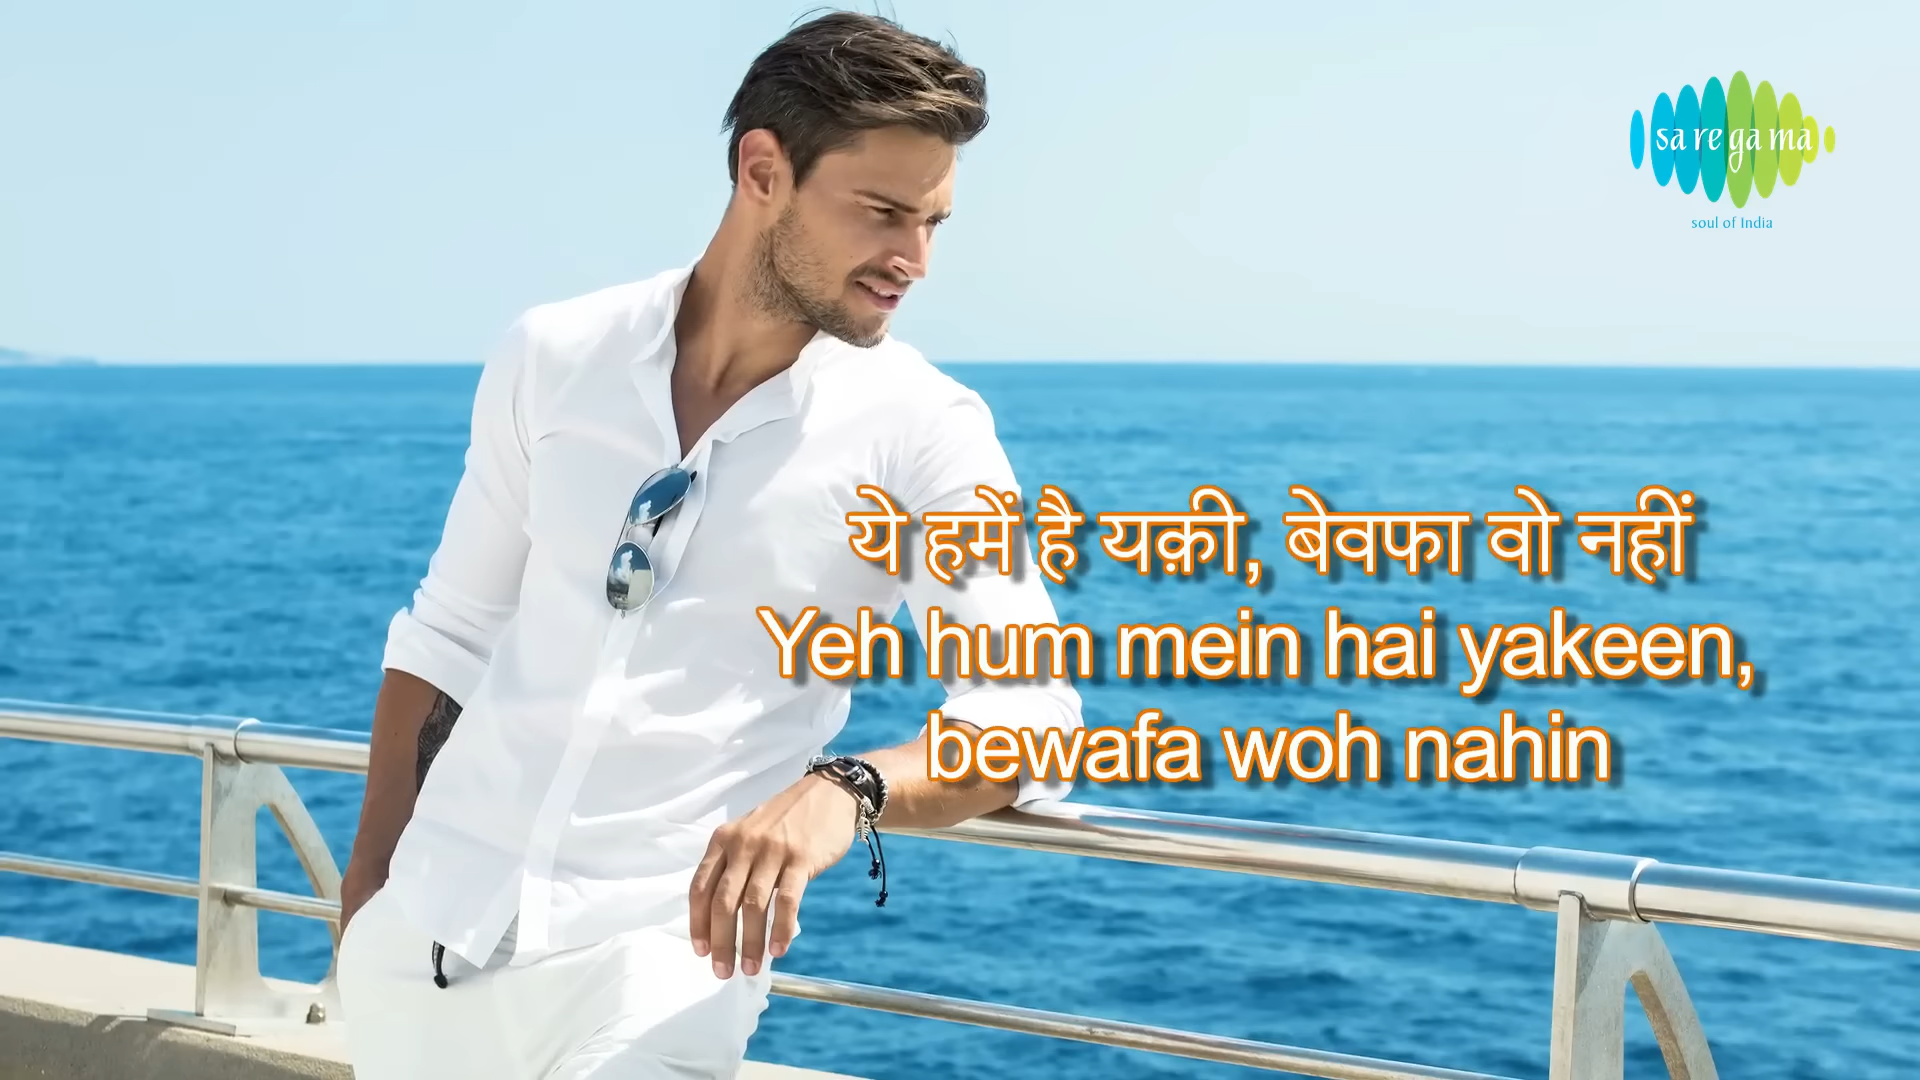 sa re ga ma
soul of India
ये हमें है यक़ी, बेवफा वो नहीं
Yeh hum mein hai yakeen,
bewafa woh nahin